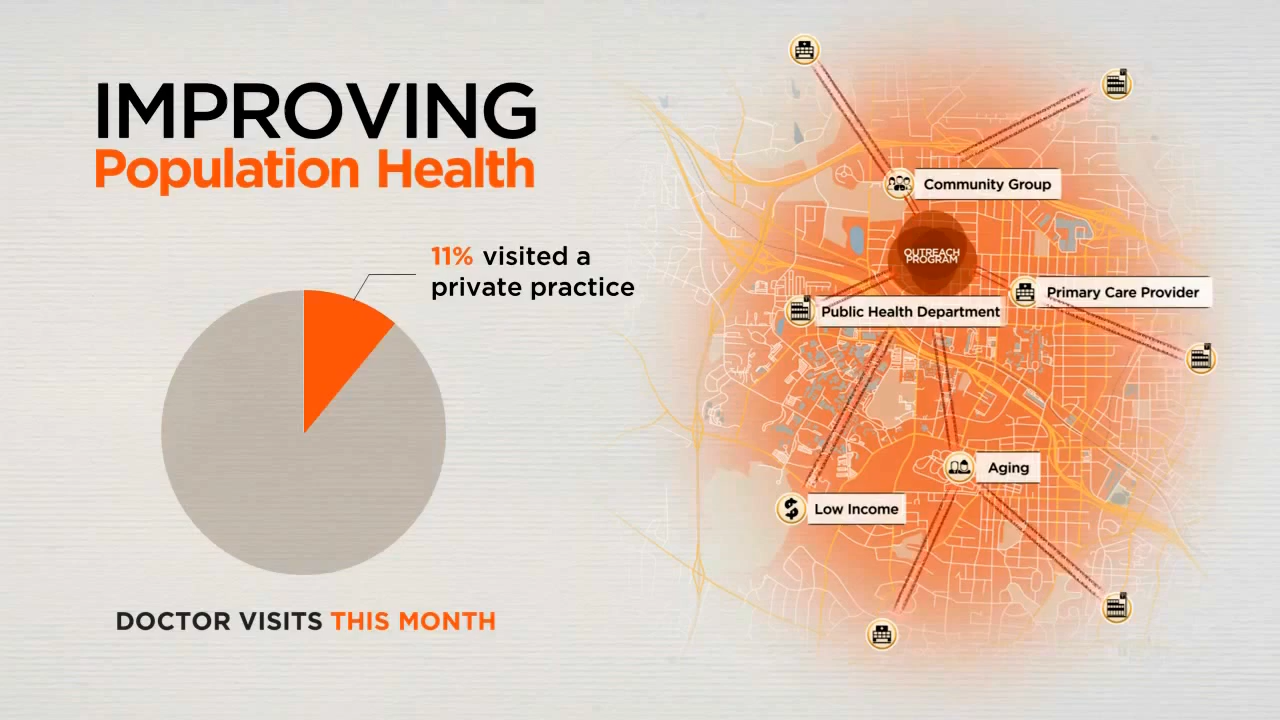 IMPROVING
Population Health
11% visited a
private practice
DOCTOR VISITS THIS MONTH
Community Group
OUTREACH
PROGRAM
Primary Care Provider
Public Health Department
Aging
Low Income